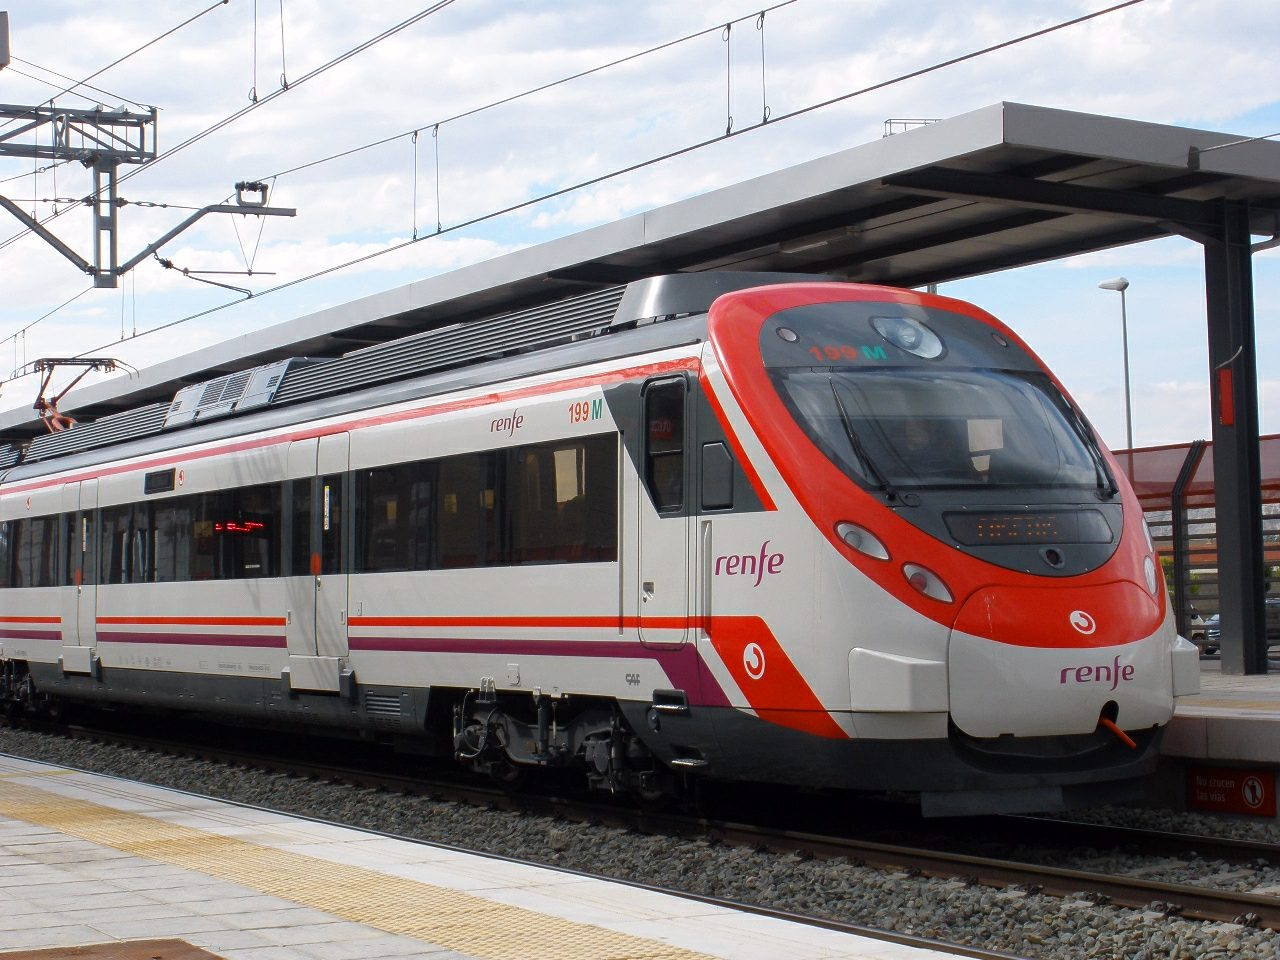 199 M
renfe
199 M
renfe
renfe
CAF
No crucen
las vías